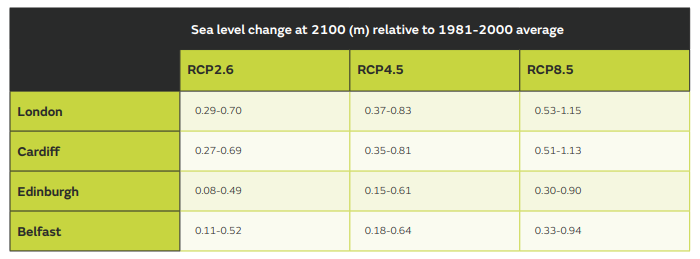 Sea level change at 2100 (m) relative to 1981-2000 average
RCP2.6 RCP4.5 RCP8.5
London 0.29-0.70 0.37-0.83 0.53-1.15
Cardiff 0.27-0.69 0.35-0.81 0.51-1.13
Edinburgh 0.08-0.49 0.15-0.61 0.30-0.90
Belfast 0.11-0.52 0.18-0.64 0.33-0.94